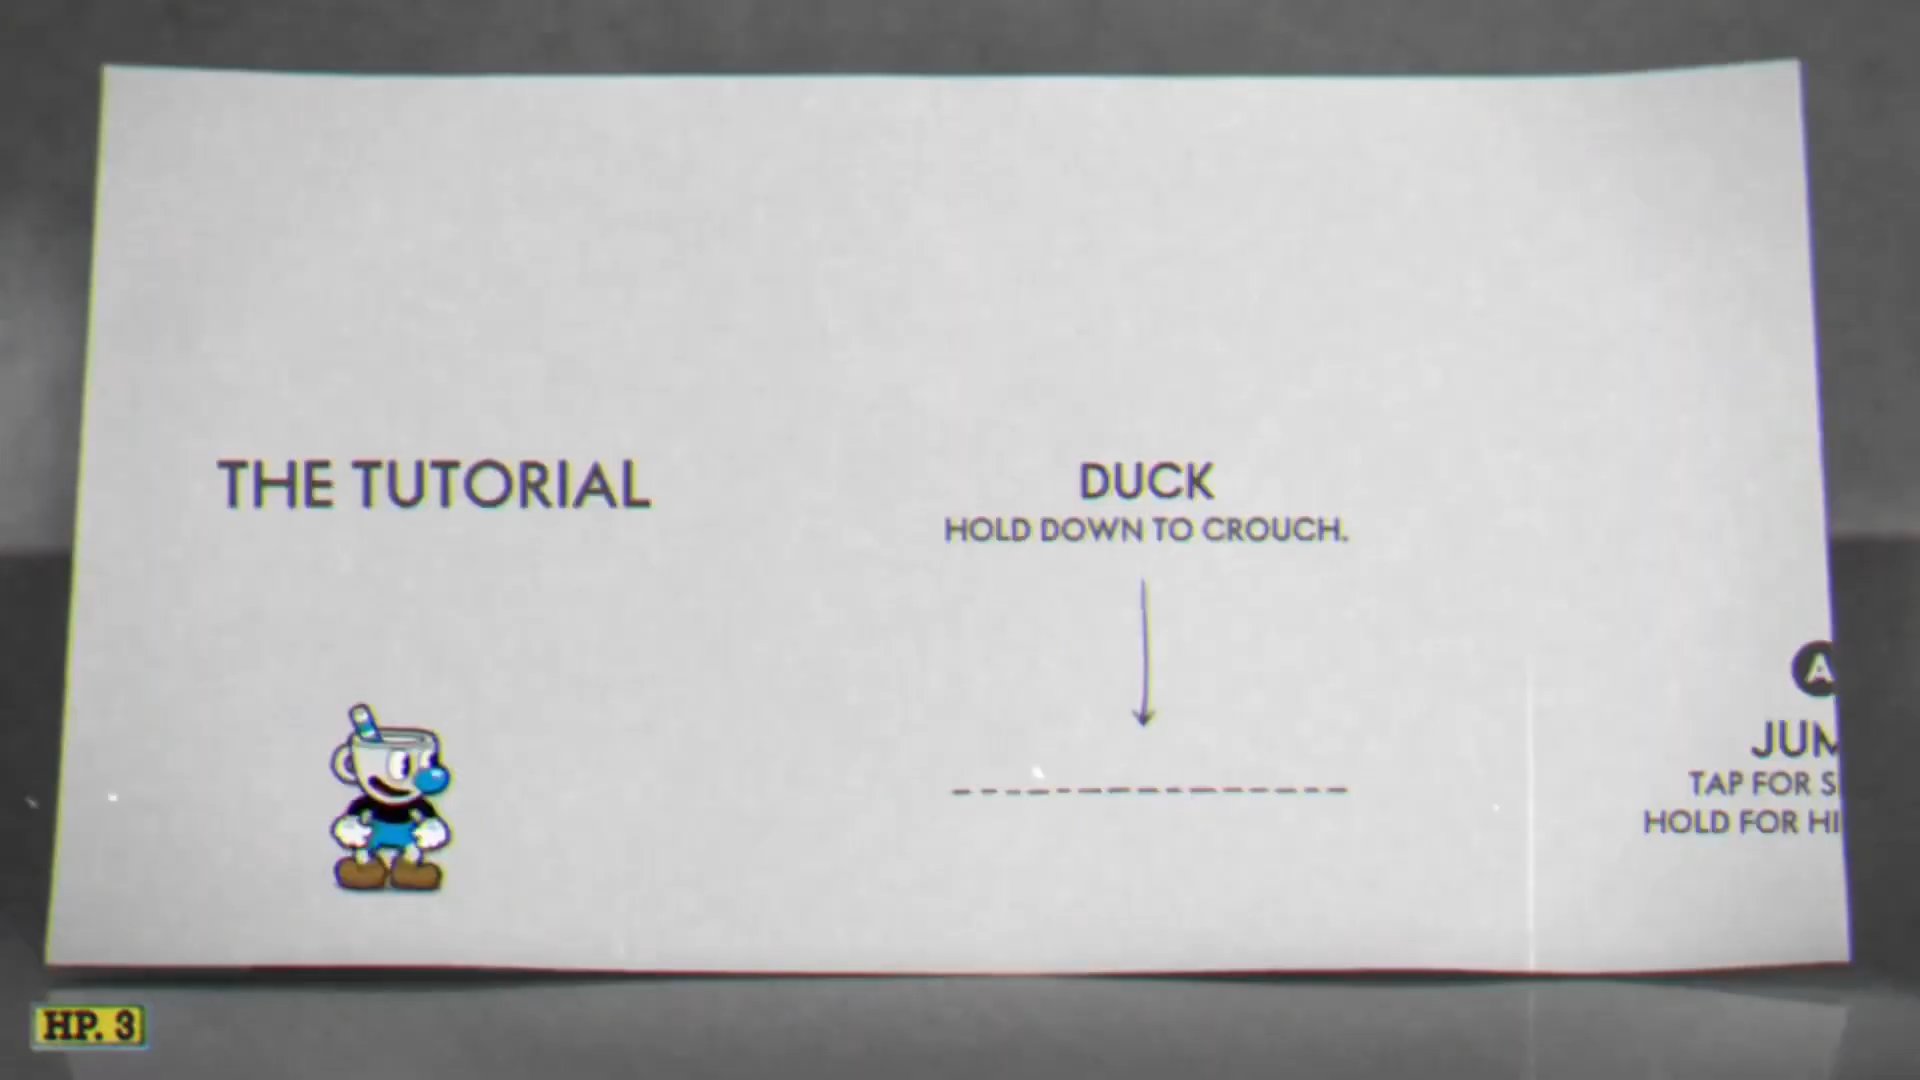 THE TUTORIAL
DUCK
HOLD DOWN TO CROUCH.
A
TAP FOR
HOLD FOR
HP. 3